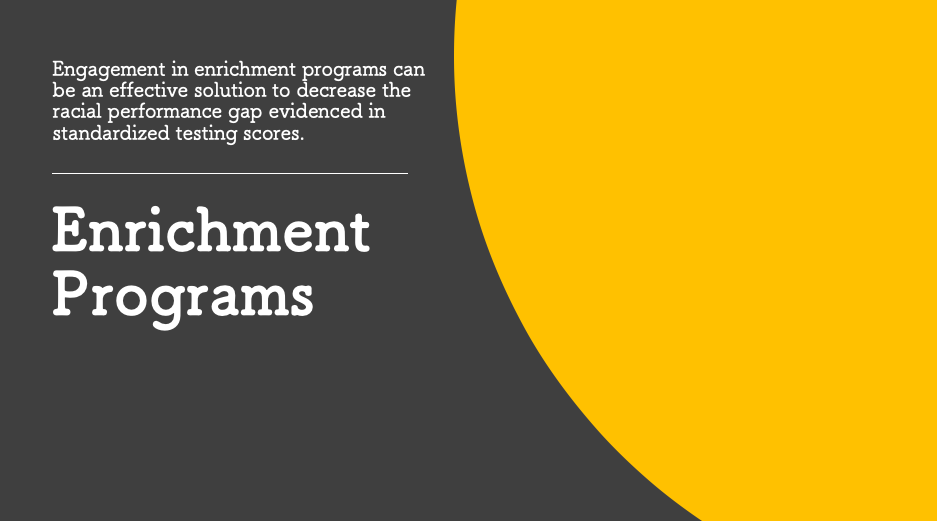 Engagement in enrichment programs can
be an effective solution to decrease the
racial performance gap evidenced in
standardized testing scores.
Enrichment
Programs